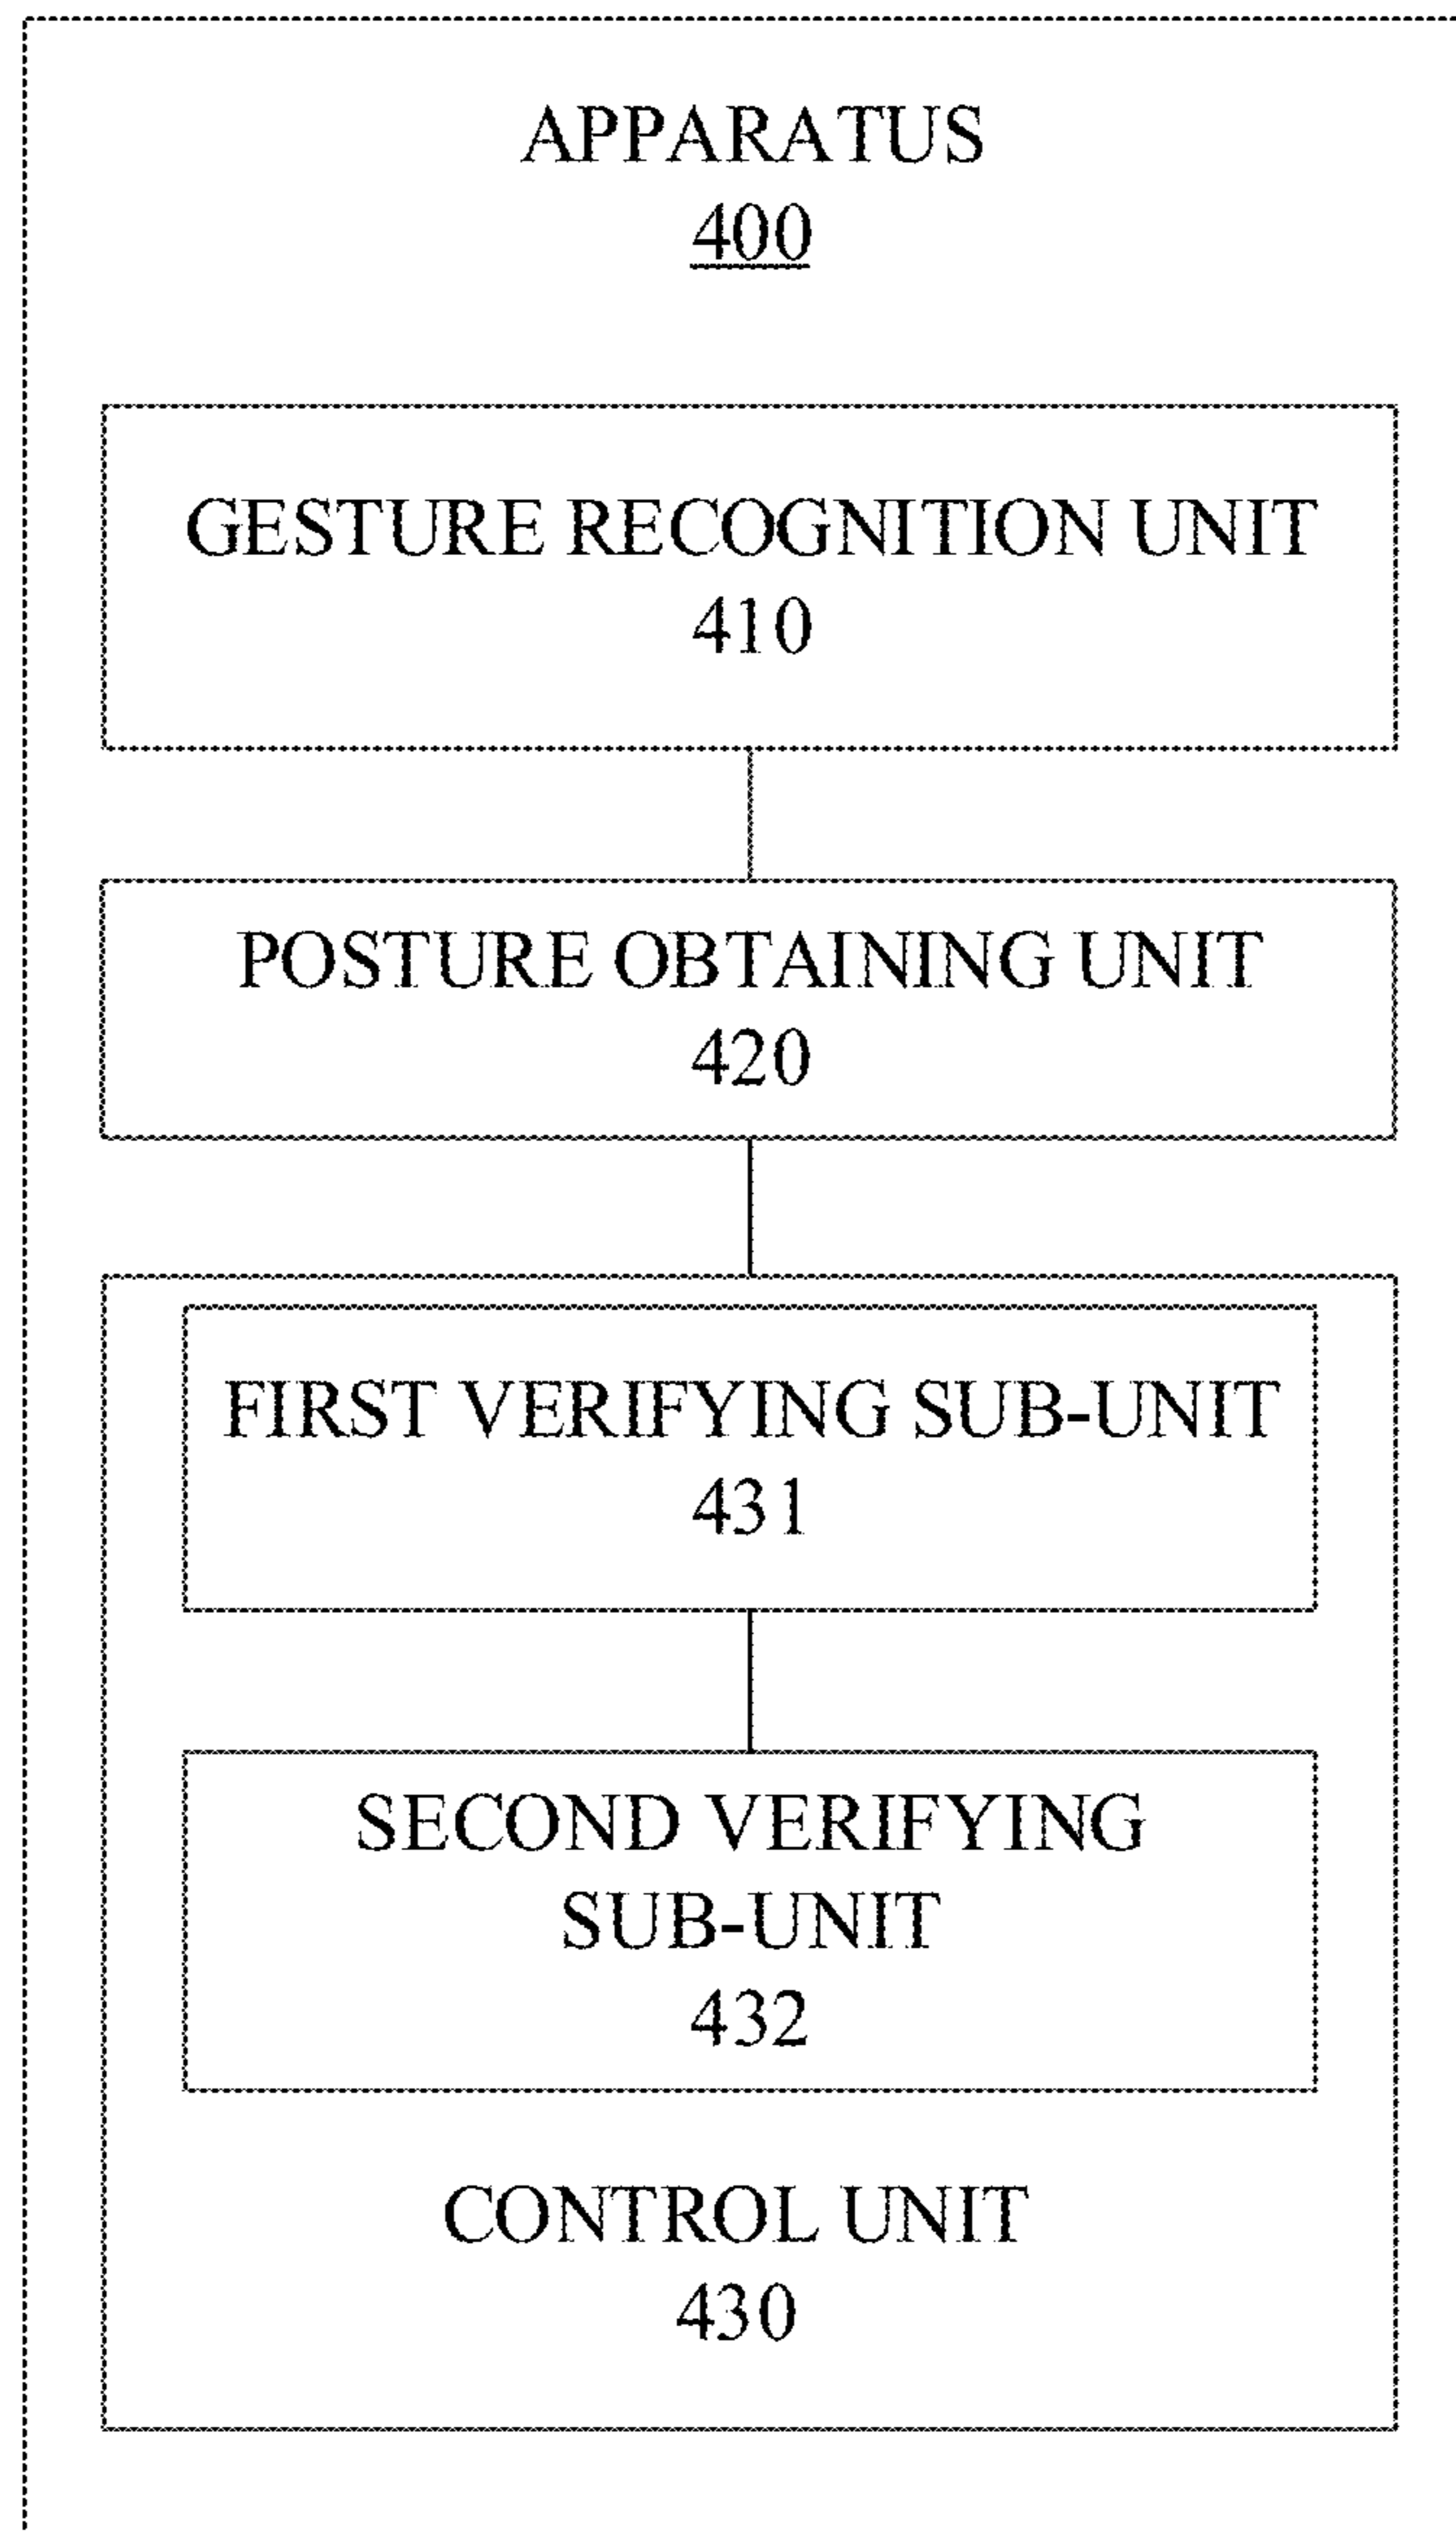 APPARATUS
400
GESTURE RECOGNITION UNIT
410
POSTURE OBTAINING UNIT
420
FIRST VERIFYING SUB-UNIT
431
SECOND VERIFYING
SUB-UNIT
432
CONTROL UNIT
430